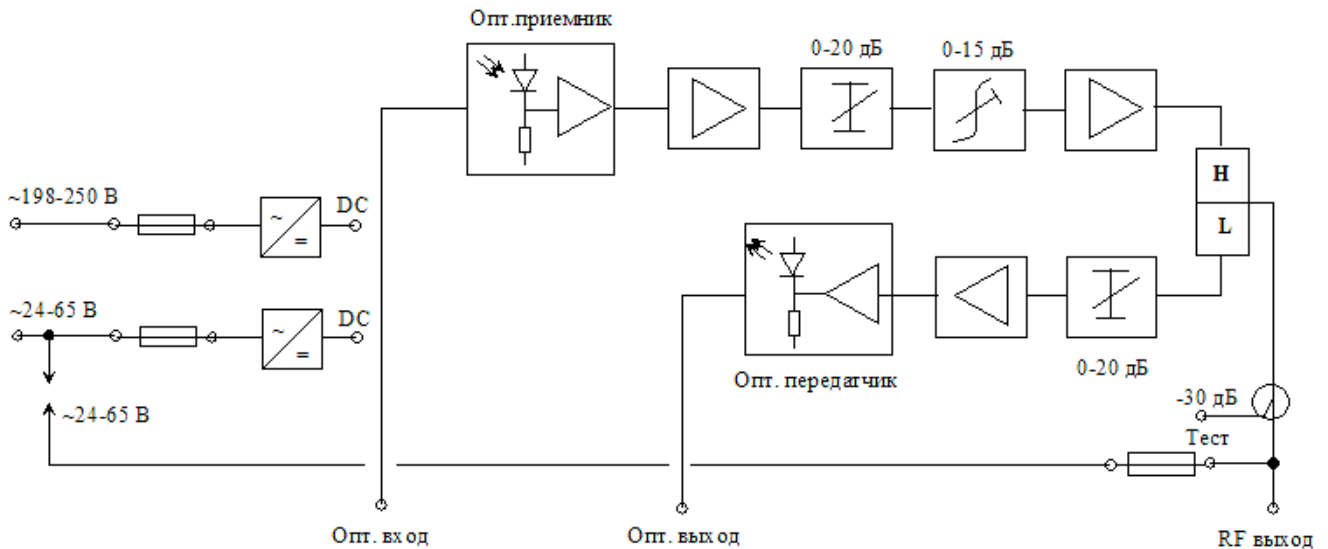 Опт.приемник
0-20 дБ
0-15 дБ
~198-250 В
DC
~
=
H
L
~24-65 В
DC
~
=
Опт. передатчик
0-20 дБ
~24-65 В
-30 дБ
Тест
Опт. вход
Опт. выход
RF выход